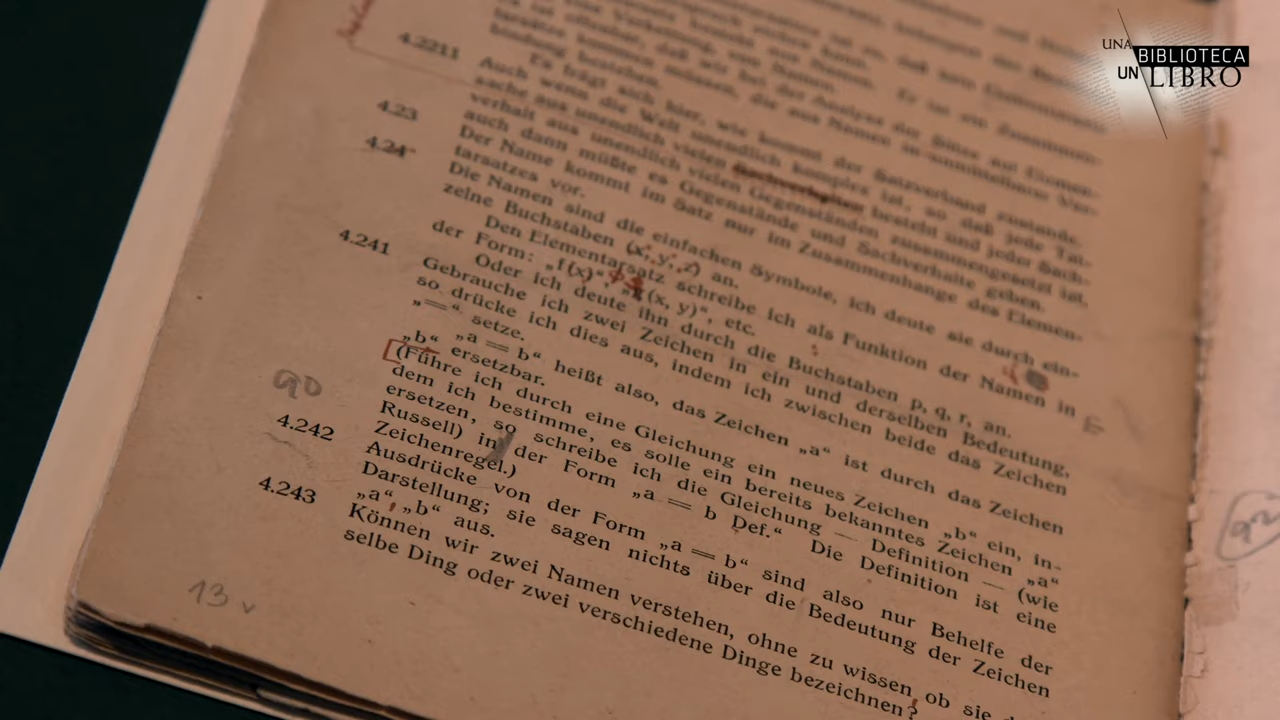 UNA BIBLIOTECA
UN LIBRO
4.2211
Auch wenn die Welt unendlich komplex ist, so daß jede Tat-
sache aus unendlich vielen Sachverhalten besteht und jeder Sach-
verhalt aus unendlich vielen Gegenständen zusammengesetzt ist,
auch dann müßte es Gegenstände und Sachverhalte geben.
4.23
Der Name kommt im Satz nur im Zusammenhange des Elemen-
tarsatzes vor.
4.24
Die Namen sind die einfachen Symbole, ich deute sie durch ein-
zelne Buchstaben (x, y, z) an.
Den Elementarsatz schreibe ich als Funktion der Namen in
der Form: „f(x)“, „ (x, y)“, etc.
Oder ich deute ihn durch die Buchstaben p, q, r, an.
4.241
Gebrauche ich zwei Zeichen in ein und derselben Bedeutung,
so drücke ich dies aus, indem ich zwischen beide das Zeichen
„=“ setze.
„a = b“ heißt also, das Zeichen „a“ ist durch das Zeichen
„b“ ersetzbar.
(Führe ich durch eine Gleichung ein neues Zeichen „b“ ein, in-
dem ich bestimme, es solle ein bereits bekanntes Zeichen „a“
ersetzen, so schreibe ich die Gleichung — Definition — (wie
Russell) in der Form „a = b Def.“ Die Definition ist eine
Zeichenregel.)
90
4.242
Ausdrücke von der Form „a = b“ sind also nur Behelfe der
Darstellung; sie sagen nichts über die Bedeutung der Zeichen
„a“, „b“ aus.
4.243
Können wir zwei Namen verstehen, ohne zu wissen, ob sie
selbe Ding oder zwei verschiedene Dinge bezeichnen?
13 v